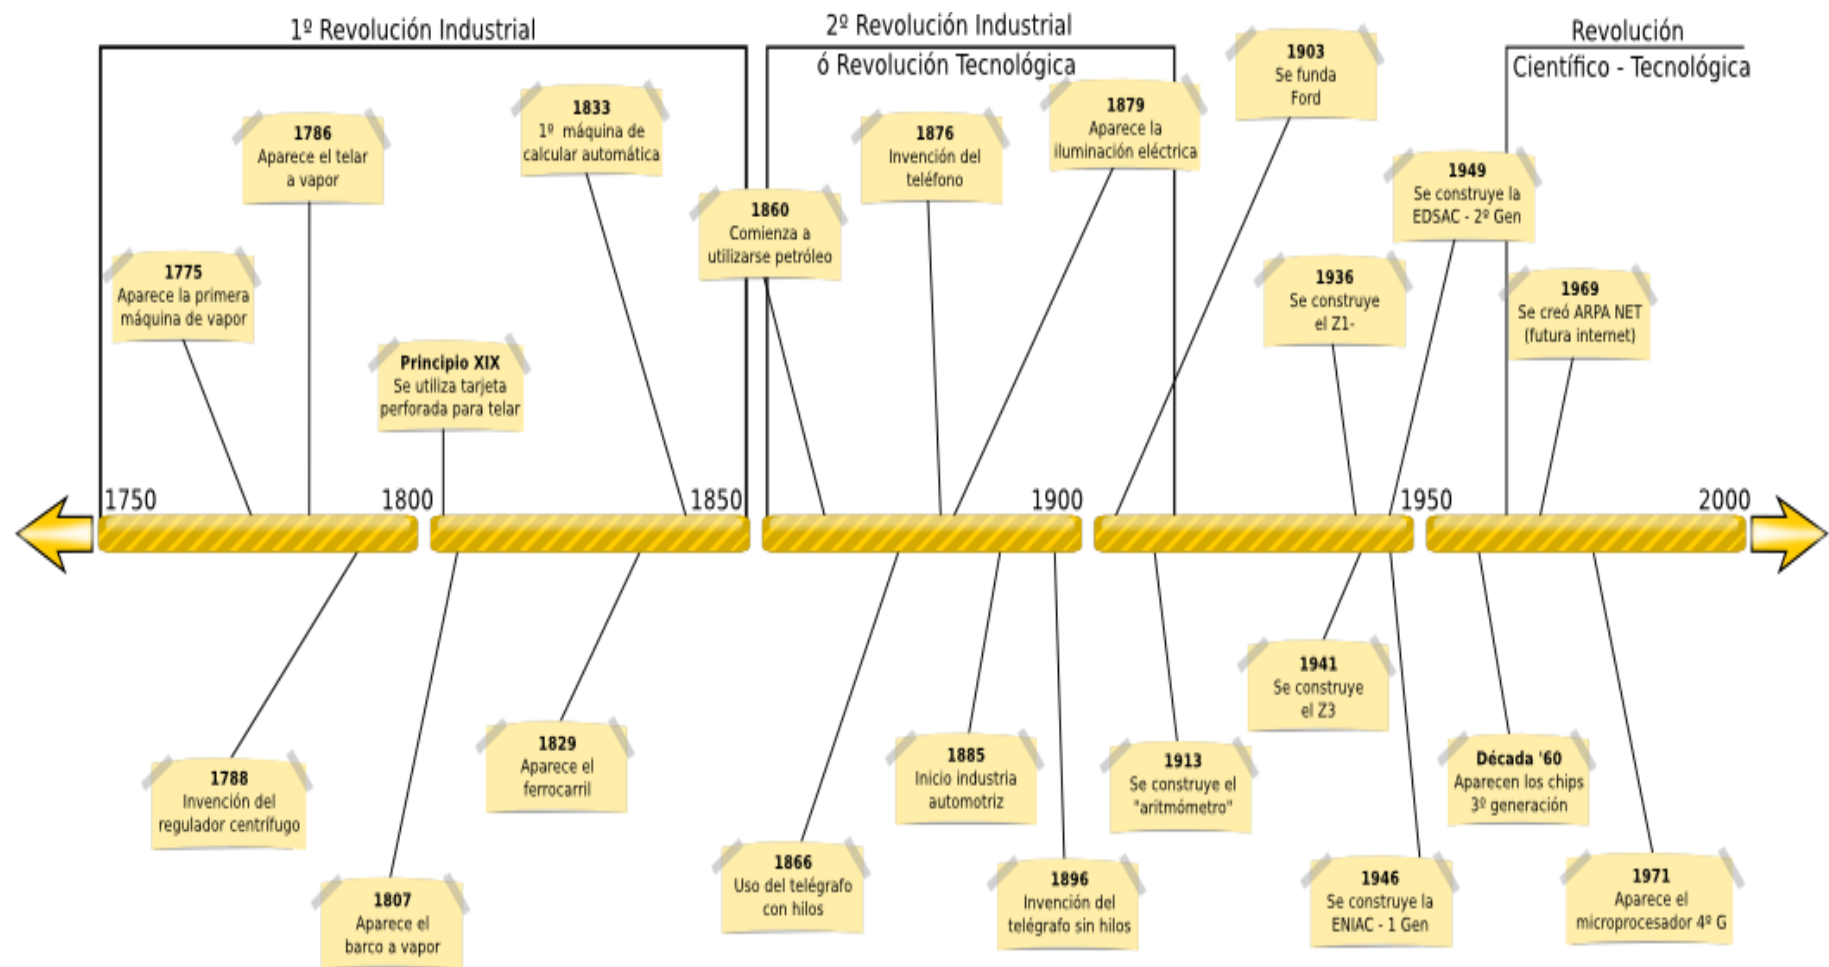 1º Revolución Industrial
2º Revolución Industrial
ó Revolución Tecnológica
Revolución
Científico - Tecnológica
1903
Se funda
Ford
1833
1º máquina de
calcular automática
1879
Aparece la
iluminación eléctrica
1786
Aparece el telar
a vapor
1876
Invención del
teléfono
1949
Se construye la
EDSAC - 2º Gen
1860
Comienza a
utilizarse petróleo
1775
Aparece la primera
máquina de vapor
1936
Se construye
el Z1-
1969
Se creó ARPA NET
(futura internet)
Principio XIX
Se utiliza tarjeta
perforada para telar
1750
1800
1850
1900
1950
2000
1941
Se construye
el Z3
1829
Aparece el
ferrocarril
1885
Inicio industria
automotriz
1913
Se construye el
"aritmómetro"
Década '60
Aparecen los chips
3º generación
1788
Invención del
regulador centrífugo
1866
Uso del telégrafo
con hilos
1896
Invención del
telégrafo sin hilos
1946
Se construye la
ENIAC - 1 Gen
1971
Aparece el
microprocesador 4º G
1807
Aparece el
barco a vapor